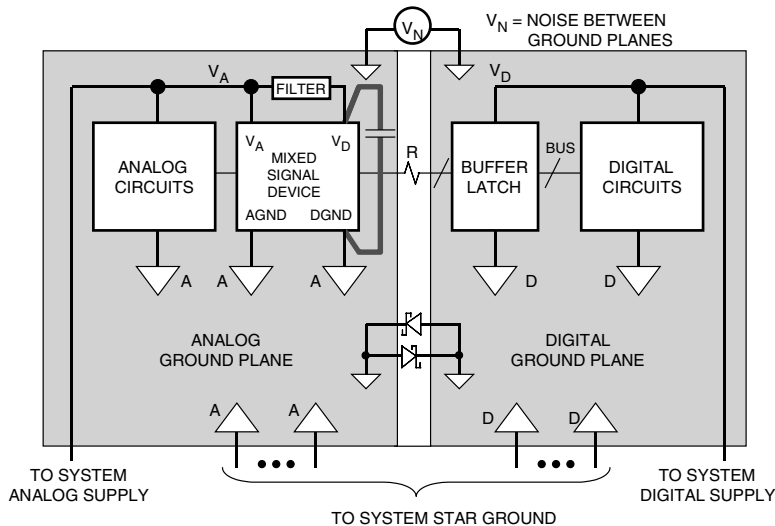 V_N
V_N = NOISE BETWEEN
GROUND PLANES
V_A
FILTER
V_D
ANALOG
CIRCUITS
V_A
V_D
MIXED
SIGNAL
DEVICE
AGND
DGND
R
BUFFER
LATCH
BUS
DIGITAL
CIRCUITS
A
A
A
D
D
ANALOG
GROUND PLANE
DIGITAL
GROUND PLANE
A
A
D
D
TO SYSTEM
ANALOG SUPPLY
TO SYSTEM
DIGITAL SUPPLY
TO SYSTEM STAR GROUND